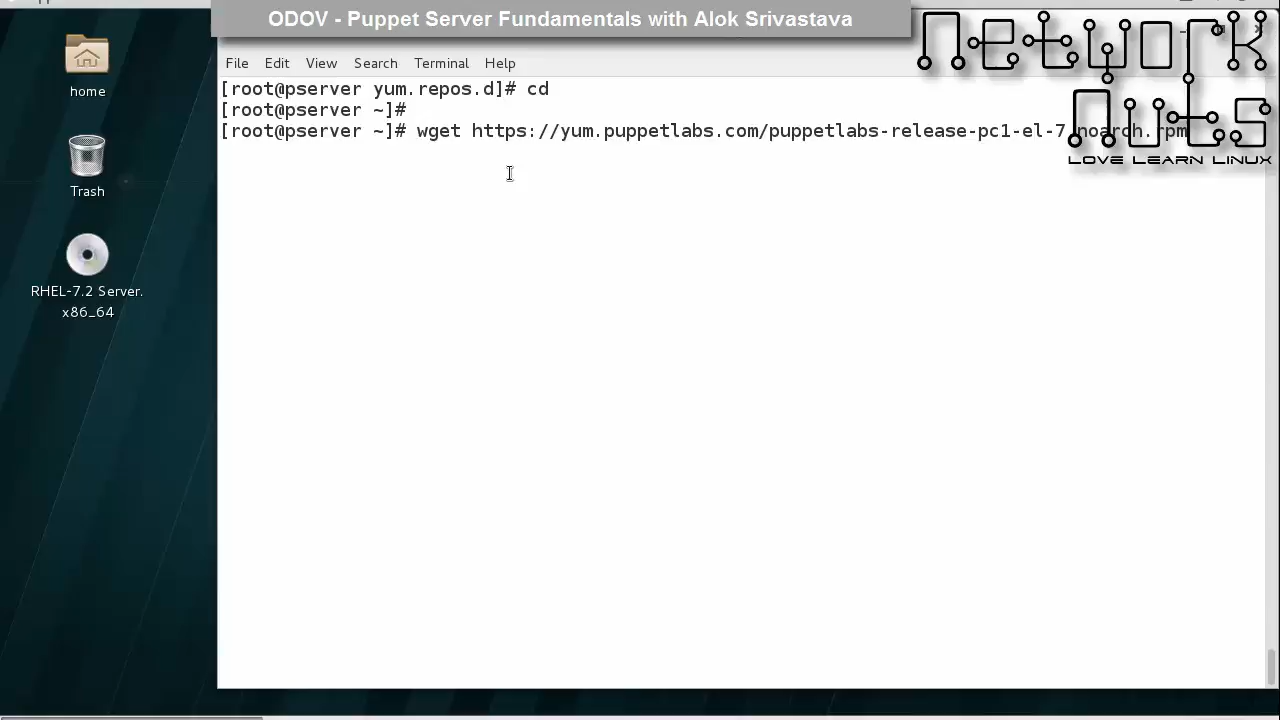 ODOV - Puppet Server Fundamentals with Alok Srivastava
Network
Nuts
LOVE LEARN LINUX
home
Trash
RHEL-7.2 Server.
x86_64
File Edit View Search Terminal Help
[root@pserver yum.repos.d]# cd
[root@pserver ~]#
[root@pserver ~]# wget https://yum.puppetlabs.com/puppetlabs-release-pc1-el-7.noarch.rpm